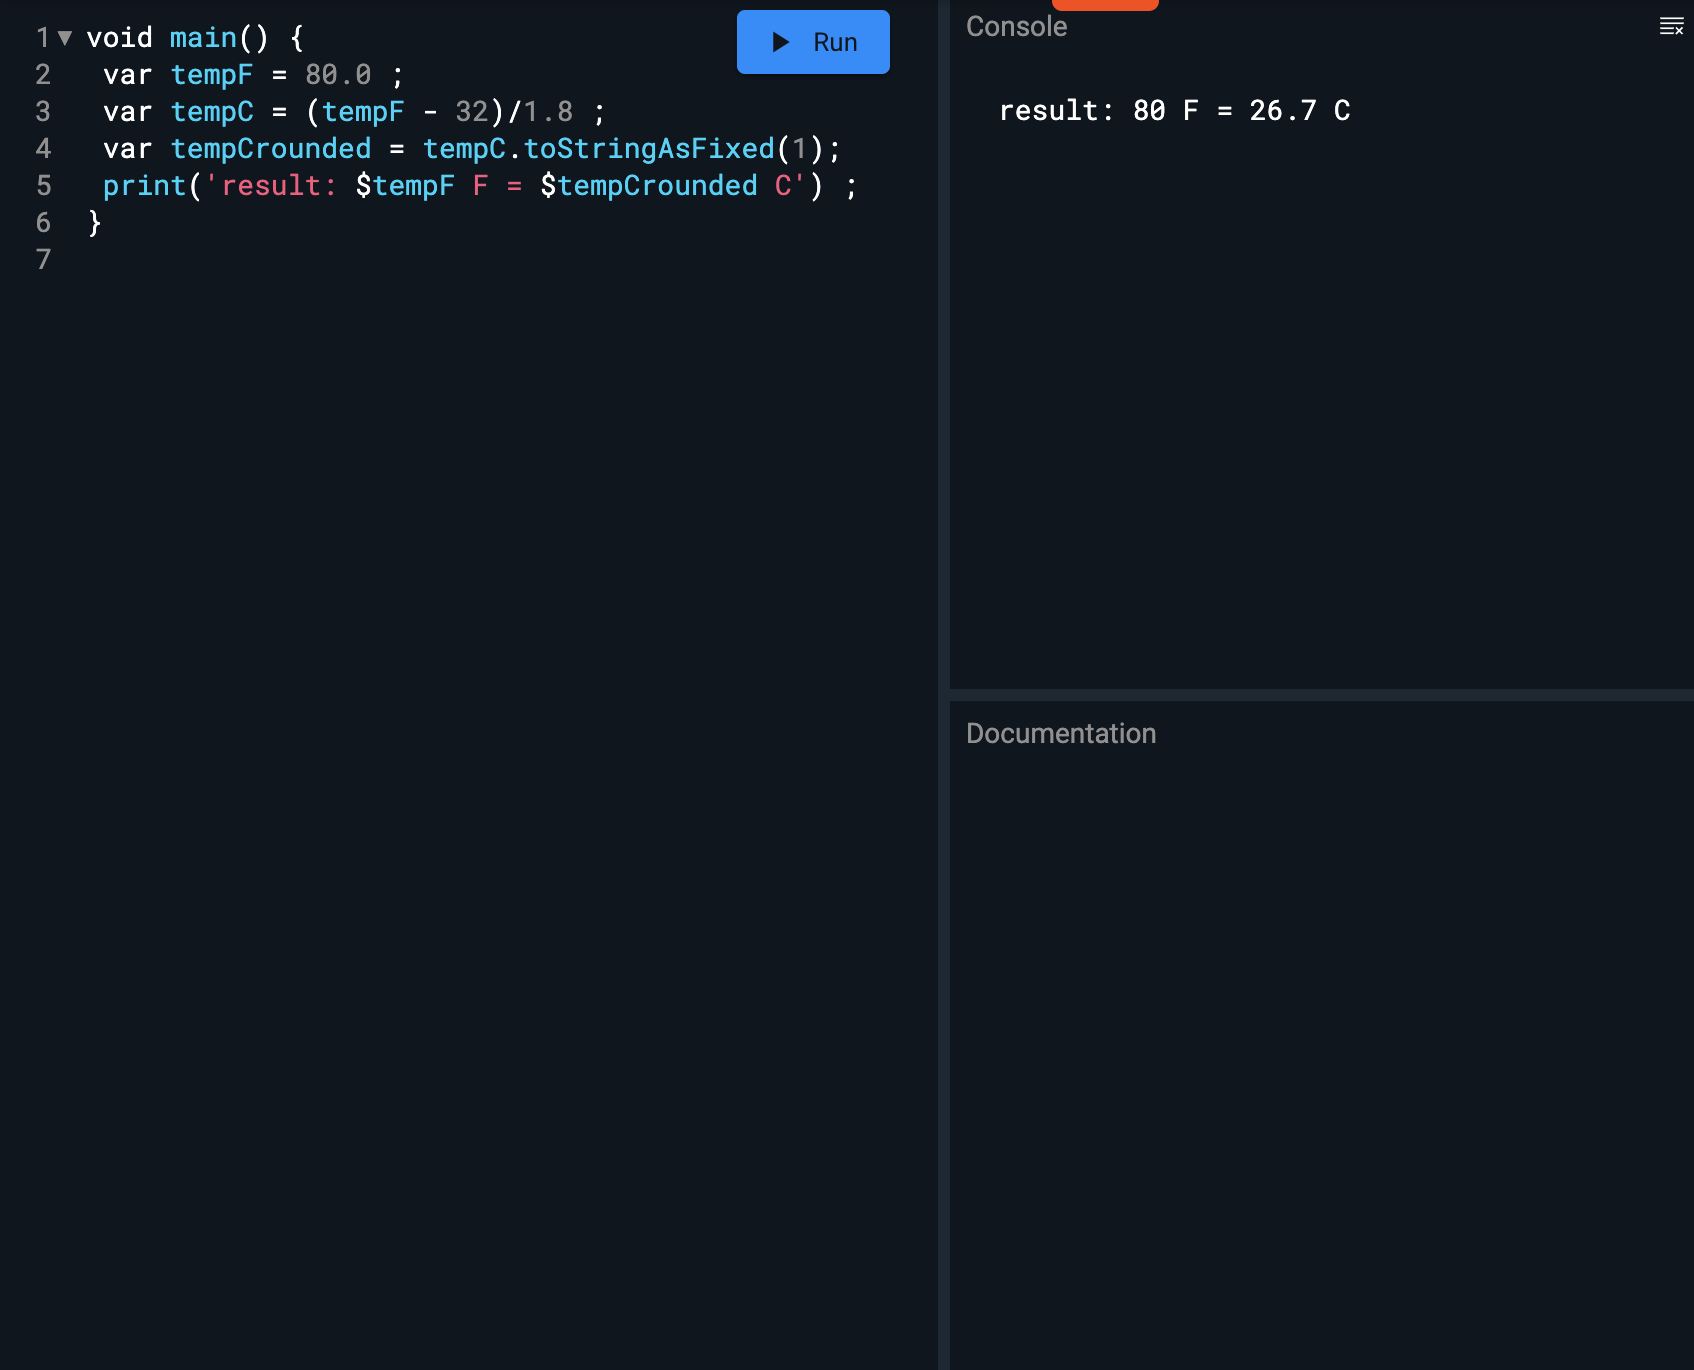 1 void main() {
2 var tempF = 80.0 ;
3 var tempC = (tempF - 32)/1.8 ;
4 var tempCrounded = tempC.toStringAsFixed(1);
5 print('result: $tempF F = $tempCrounded C') ;
6 }
7
Run
Console
result: 80 F = 26.7 C
Documentation